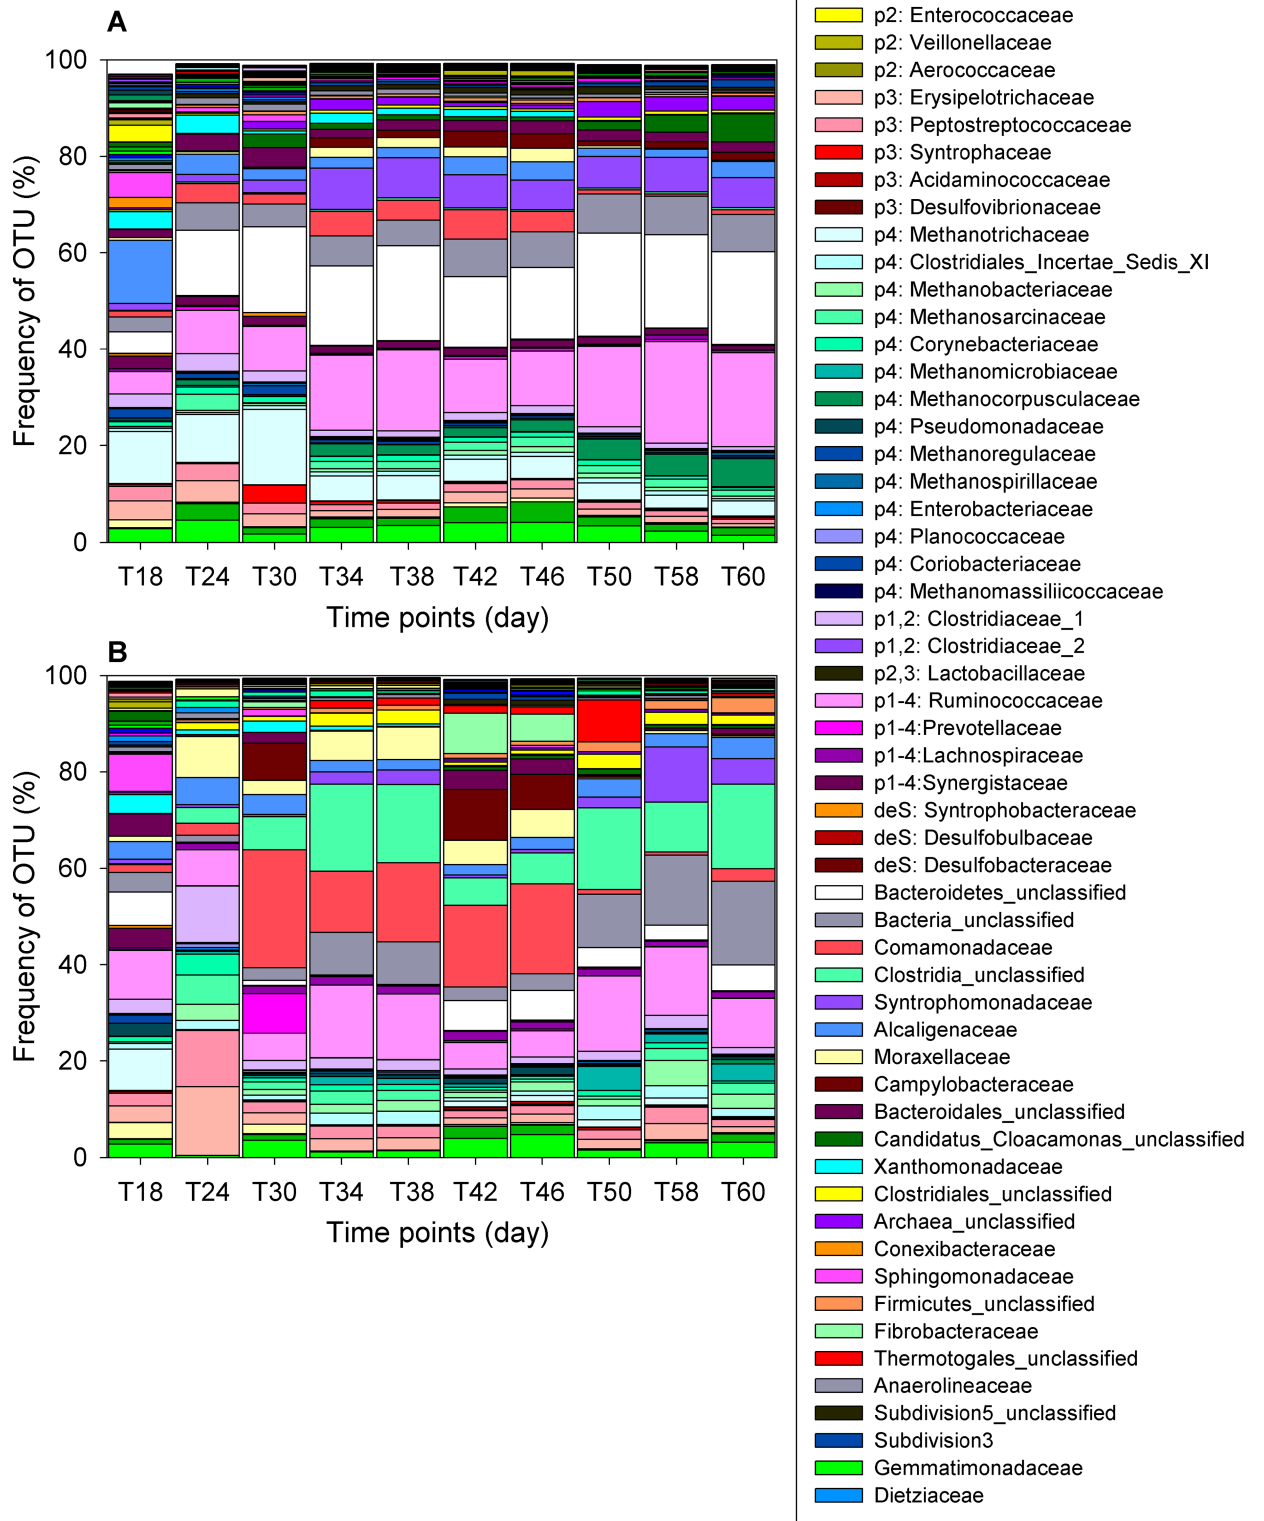 A
100
80
60
40
20
0
Frequency of OTU (%)
T18 T24 T30 T34 T38 T42 T46 T50 T58 T60
Time points (day)
B
100
80
60
40
20
0
Frequency of OTU (%)
T18 T24 T30 T34 T38 T42 T46 T50 T58 T60
Time points (day)
p2: Enterococcaceae
p2: Veillonellaceae
p2: Aerococcaceae
p3: Erysipelotrichaceae
p3: Peptostreptococcaceae
p3: Syntrophaceae
p3: Acidaminococcaceae
p3: Desulfovibrionaceae
p4: Methanotrichaceae
p4: Clostridiales_Incertae_Sedis_XI
p4: Methanobacteriaceae
p4: Methanosarcinaceae
p4: Corynebacteriaceae
p4: Methanomicrobiaceae
p4: Methanocorpusculaceae
p4: Pseudomonadaceae
p4: Methanoregulaceae
p4: Methanospirillaceae
p4: Enterobacteriaceae
p4: Planococcaceae
p4: Coriobacteriaceae
p4: Methanomassiliicoccaceae
p1,2: Clostridiaceae_1
p1,2: Clostridiaceae_2
p2,3: Lactobacillaceae
p1-4: Ruminococcaceae
p1-4:Prevotellaceae
p1-4:Lachnospiraceae
p1-4:Synergistaceae
deS: Syntrophobacteraceae
deS: Desulfobulbaceae
deS: Desulfobacteraceae
Bacteroidetes_unclassified
Bacteria_unclassified
Comamonadaceae
Clostridia_unclassified
Syntrophomonadaceae
Alcaligenaceae
Moraxellaceae
Campylobacteraceae
Bacteroidales_unclassified
Candidatus_Cloacamonas_unclassified
Xanthomonadaceae
Clostridiales_unclassified
Archaea_unclassified
Conexibacteraceae
Sphingomonadaceae
Firmicutes_unclassified
Fibrobacteraceae
Thermotogales_unclassified
Anaerolineaceae
Subdivision5_unclassified
Subdivision3
Gemmatimonadaceae
Dietziaceae